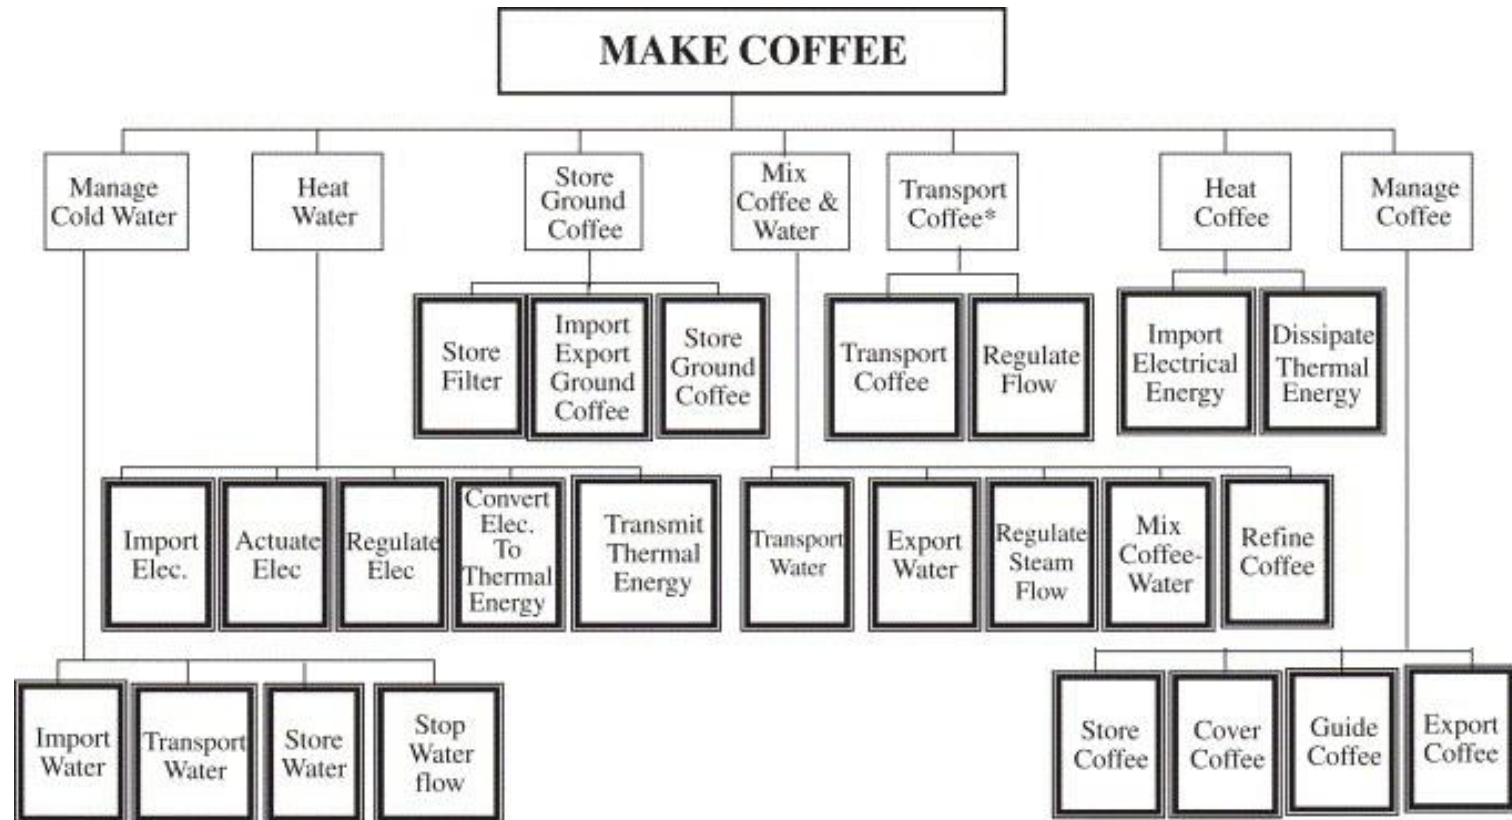 MAKE COFFEE
Manage
Cold Water
Heat
Water
Store
Ground
Coffee
Mix
Coffee &
Water
Transport
Coffee*
Heat
Coffee
Manage
Coffee
Store
Filter
Import
Export
Ground
Coffee
Store
Ground
Coffee
Transport
Coffee
Regulate
Flow
Import
Electrical
Energy
Dissipate
Thermal
Energy
Import
Elec.
Actuate
Elec
Regulate
Elec
Convert
Elec.
To
Thermal
Energy
Transmit
Thermal
Energy
Transport
Water
Export
Water
Regulate
Steam
Flow
Mix
Coffee-
Water
Refine
Coffee
Import
Water
Transport
Water
Store
Water
Stop
Water
flow
Store
Coffee
Cover
Coffee
Guide
Coffee
Export
Coffee